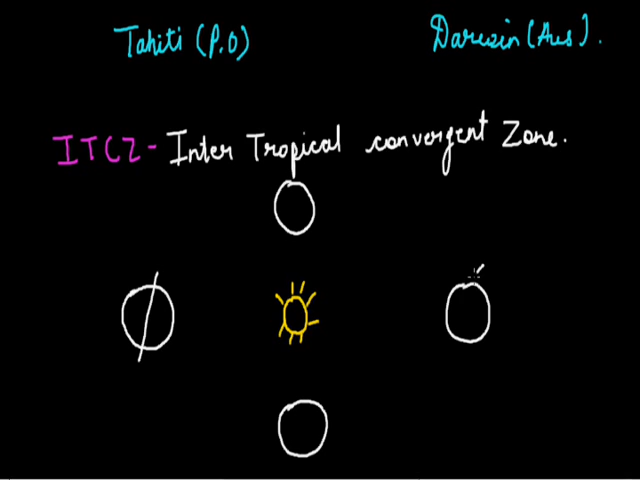 Tahiti (P.O) Darwin (Aus).
ITCZ - Inter Tropical convergent Zone.